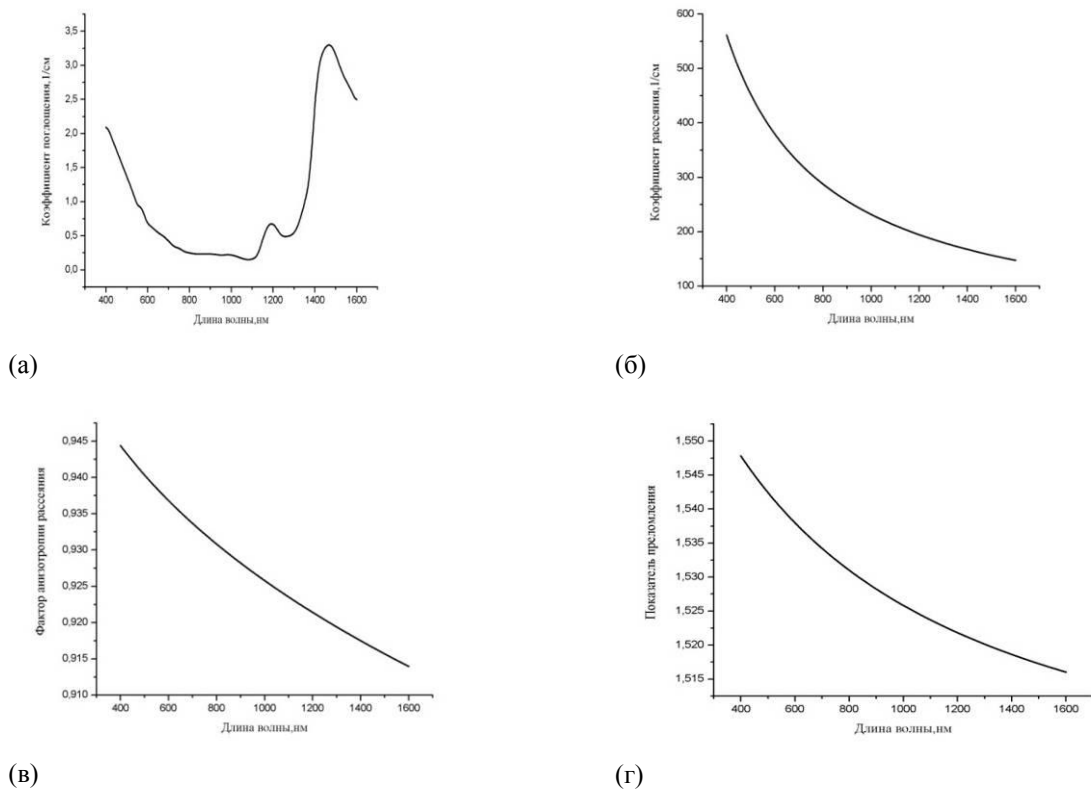 Коэффициент поглощения,1/см
3,5
3,0
2,5
2,0
1,5
1,0
0,5
0,0
400 600 800 1000 1200 1400 1600
Длина волны,нм
(а)
Коэффициент рассеяния,1/см
600
500
400
300
200
100
400 600 800 1000 1200 1400 1600
Длина волны,нм
(б)
Фактор анизотропии рассеяния
0,945
0,940
0,935
0,930
0,925
0,920
0,915
0,910
400 600 800 1000 1200 1400 1600
Длина волны,нм
(в)
Показатель преломления
1,550
1,545
1,540
1,535
1,530
1,525
1,520
1,515
400 600 800 1000 1200 1400 1600
Длина волны,нм
(г)